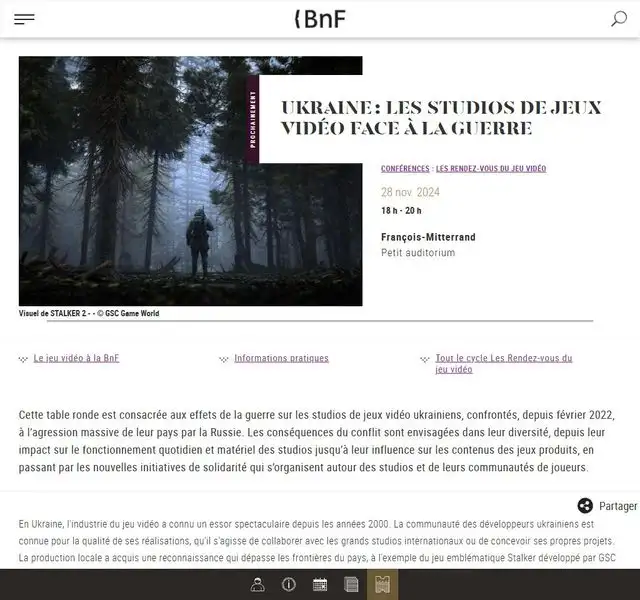 BnF
PROCHAINEMENT
UKRAINE : LES STUDIOS DE JEUX
VIDÉO FACE À LA GUERRE
CONFÉRENCES : LES RENDEZ-VOUS DU JEU VIDÉO
28 nov. 2024
18 h - 20 h
François-Mitterrand
Petit auditorium
Visuel de STALKER 2 - - © GSC Game World
Le jeu vidéo à la BnF
Informations pratiques
Tout le cycle Les Rendez-vous du
jeu vidéo
Cette table ronde est consacrée aux effets de la guerre sur les studios de jeux vidéo ukrainiens, confrontés, depuis février 2022,
à l'agression massive de leur pays par la Russie. Les conséquences du conflit sont envisagées dans leur diversité, depuis leur
impact sur le fonctionnement quotidien et matériel des studios jusqu'à leur influence sur les contenus des jeux produits, en
passant par les nouvelles initiatives de solidarité qui s'organisent autour des studios et de leurs communautés de joueurs.
Partager
En Ukraine, l'industrie du jeu vidéo a connu un essor spectaculaire depuis les années 2000. La communauté des développeurs ukrainiens est
connue pour la qualité de ses réalisations, qu'il s'agisse de collaborer avec les grands studios internationaux ou de concevoir ses propres projets.
La production locale a acquis une reconnaissance qui dépasse les frontières du pays, à l'exemple du jeu emblématique Stalker développé par GSC